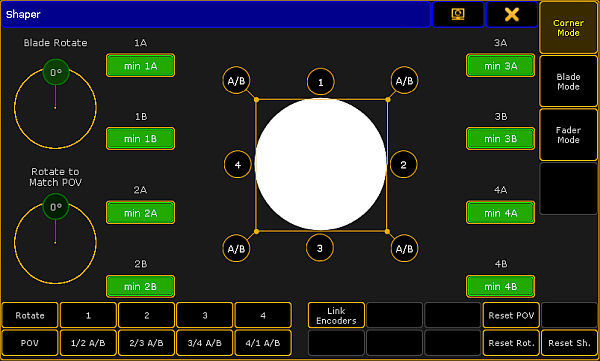 Shaper
Corner
Mode
Blade
Mode
Fader
Mode
Blade Rotate
0°
Rotate to
Match POV
0°
1A
min 1A
1B
min 1B
2A
min 2A
2B
min 2B
A/B
1
A/B
4
2
A/B
3
A/B
3A
min 3A
3B
min 3B
4A
min 4A
4B
min 4B
Rotate
1
2
3
4
Link
Encoders
Reset POV
POV
1/2 A/B
2/3 A/B
3/4 A/B
4/1 A/B
Reset Rot.
Reset Sh.